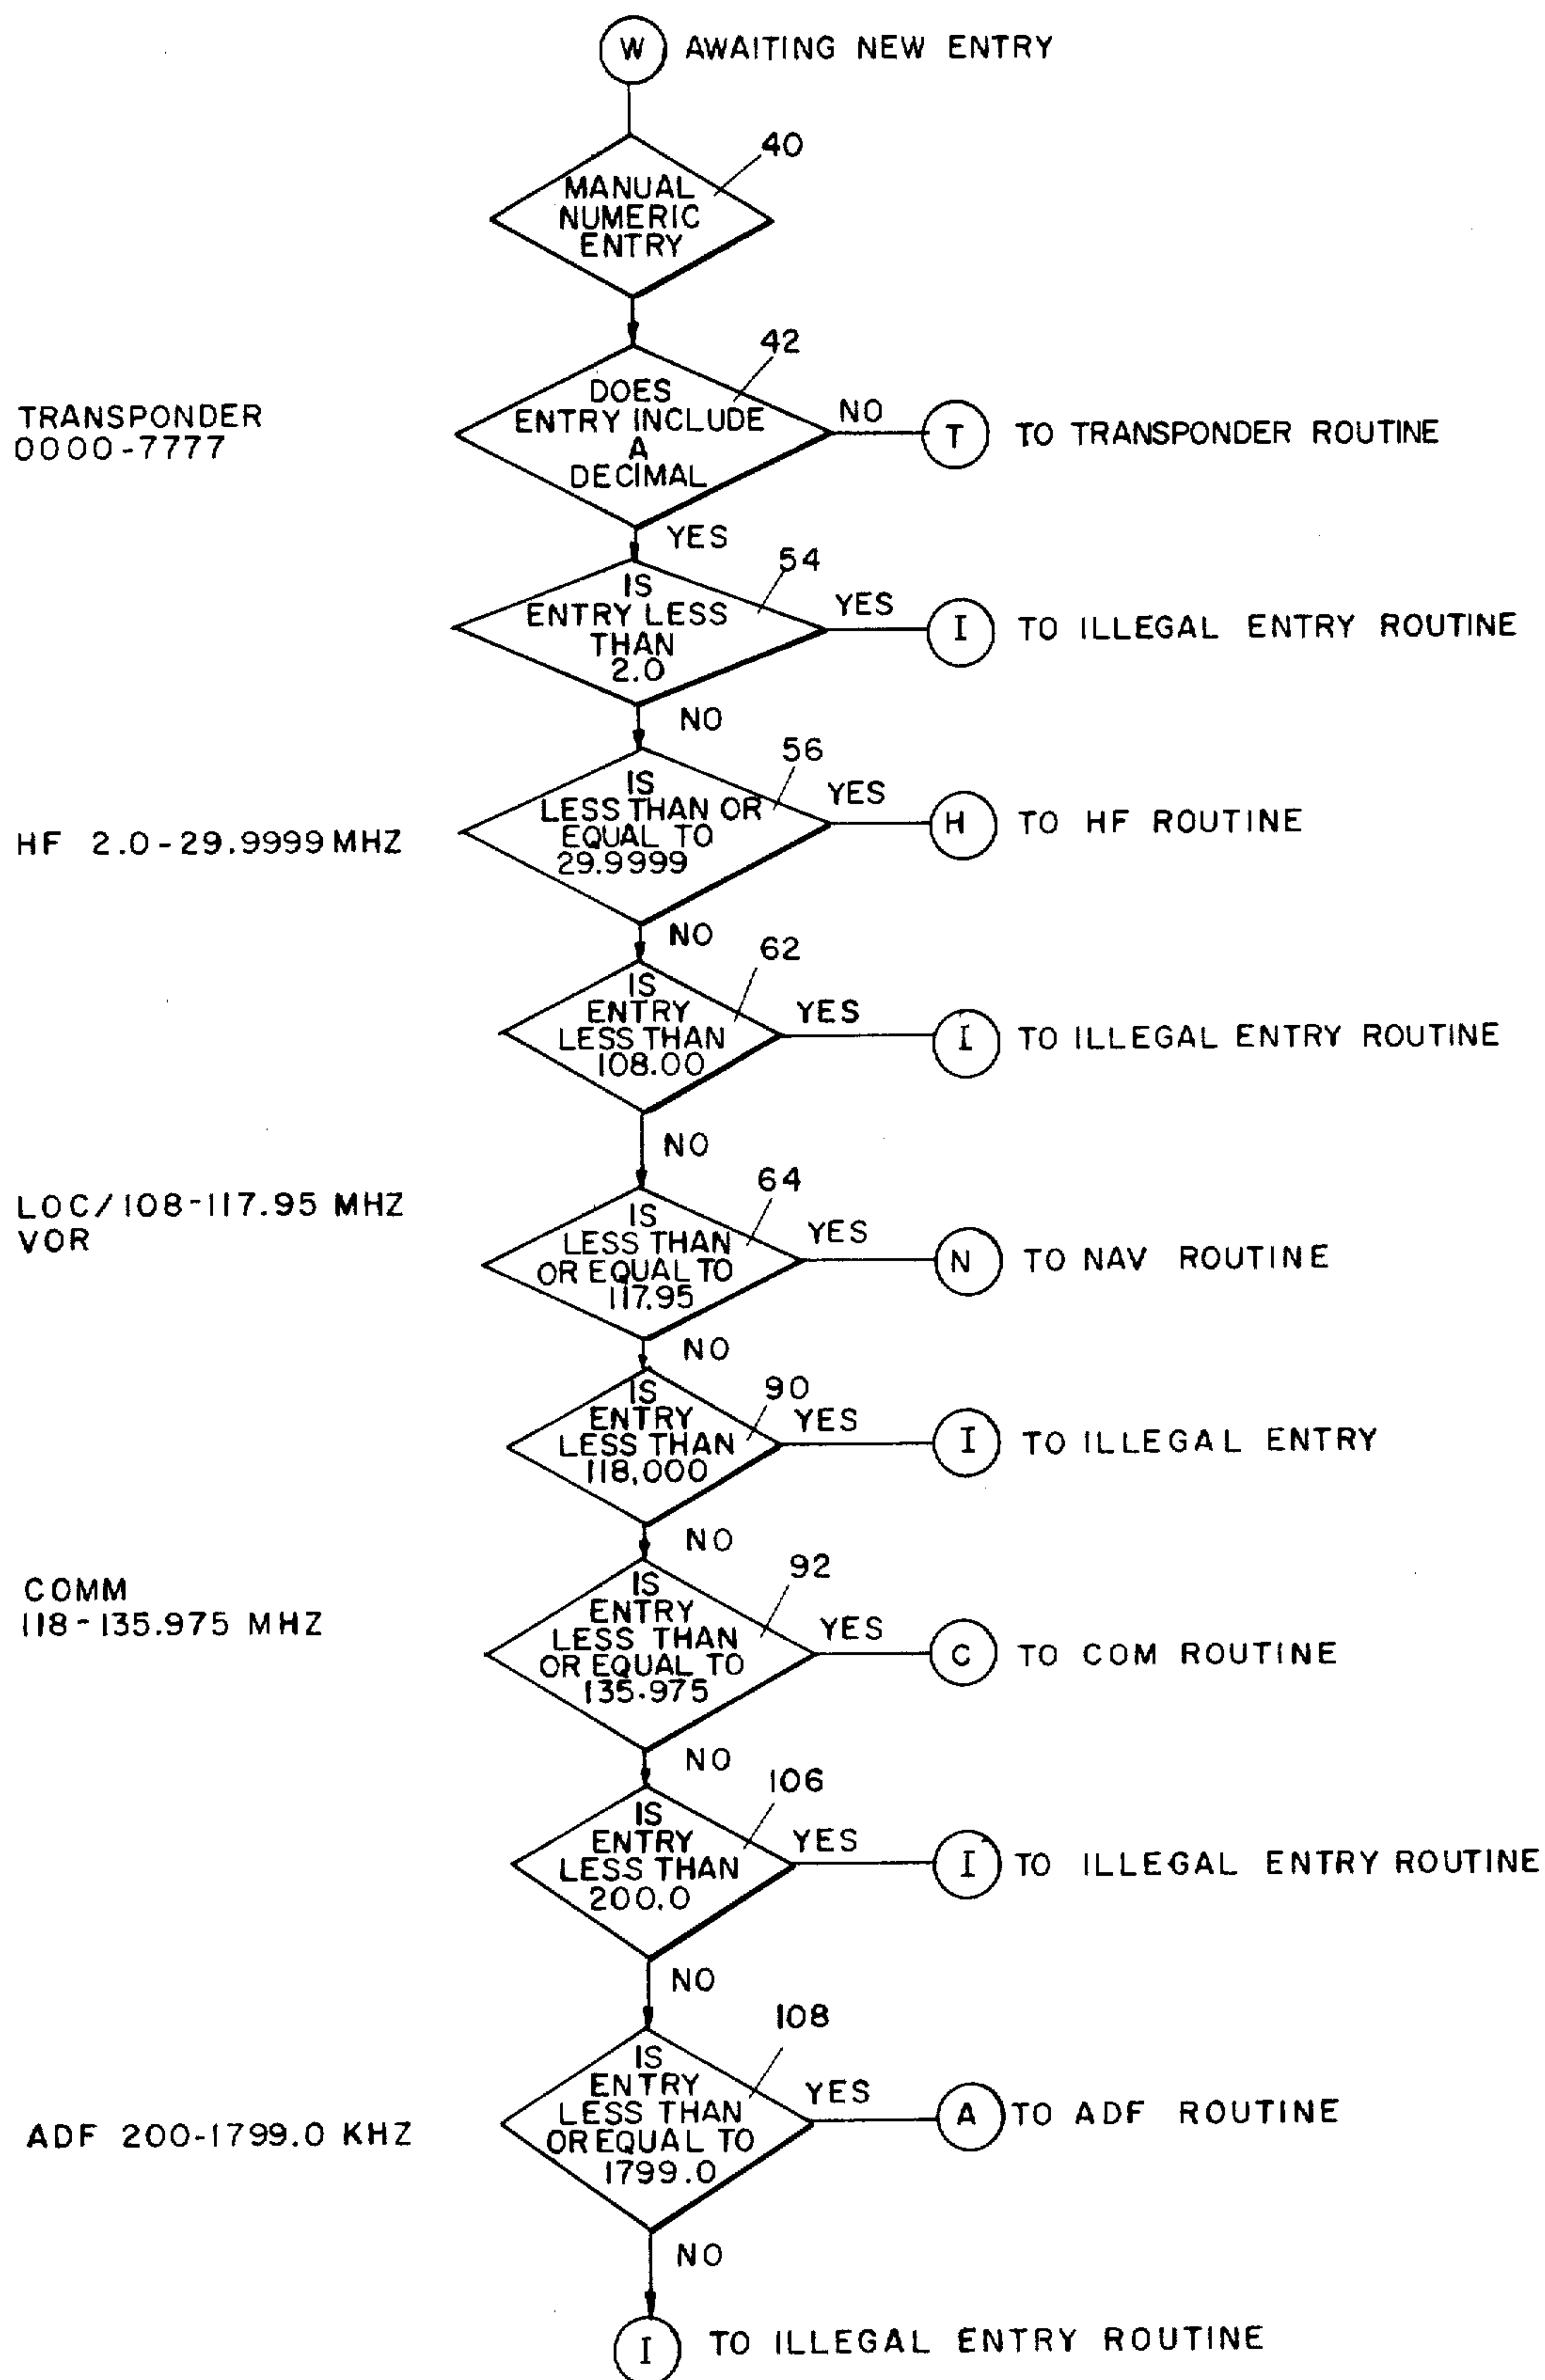 W AWAITING NEW ENTRY
40
MANUAL
NUMERIC
ENTRY
42
TRANSPONDER
0000-7777
DOES
ENTRY INCLUDE
A
DECIMAL
NO
T TO TRANSPONDER ROUTINE
YES
54
IS
ENTRY LESS
THAN
2.0
YES
I TO ILLEGAL ENTRY ROUTINE
NO
56
HF 2.0-29.9999 MHZ
IS
LESS THAN OR
EQUAL TO
29.9999
YES
H TO HF ROUTINE
NO
62
IS
ENTRY
LESS THAN
108.00
YES
I TO ILLEGAL ENTRY ROUTINE
NO
64
LOC/108-117.95 MHZ
VOR
IS
LESS THAN
OR EQUAL TO
117.95
YES
N TO NAV ROUTINE
NO
90
IS
ENTRY
LESS THAN
118,000
YES
I TO ILLEGAL ENTRY
NO
92
COMM
118-135.975 MHZ
IS
ENTRY
LESS THAN
OR EQUAL TO
135.975
YES
C TO COM ROUTINE
NO
106
IS
ENTRY
LESS THAN
200.0
YES
I TO ILLEGAL ENTRY ROUTINE
NO
108
ADF 200-1799.0 KHZ
IS
ENTRY
LESS THAN
OR EQUAL TO
1799.0
YES
A TO ADF ROUTINE
NO
I TO ILLEGAL ENTRY ROUTINE